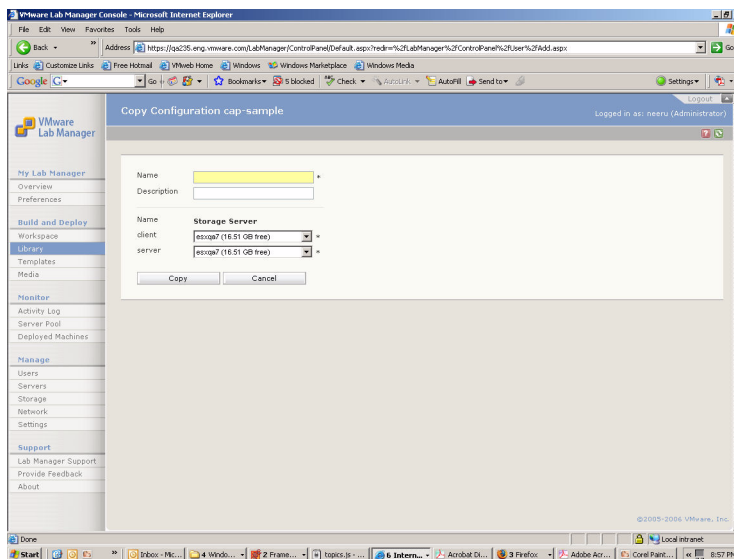 VMware Lab Manager Console - Microsoft Internet Explorer
File Edit View Favorites Tools Help
Back » Address https://qa235.eng.vmware.com/LabManager/ControlPanel/Default.aspx?redir=%2fLabManager%2fControlPanel%2fUser%2fAdd.aspx Go
Links Customize Links Free Hotmail VMweb Home Windows Windows Marketplace Windows Media
Google G Go Bookmarks 5 blocked Check AutoLink AutoFill Send to Settings
Logout
Copy Configuration cap-sample
Logged in as: neeru (Administrator)
VMware
Lab Manager
My Lab Manager
Overview
Preferences
Build and Deploy
Workspace
Library
Templates
Media
Monitor
Activity Log
Server Pool
Deployed Machines
Manage
Users
Servers
Storage
Network
Settings
Support
Lab Manager Support
Provide Feedback
About
Name *
Description
Name Storage Server
client esxqa7 (16.51 GB free) *
server esxqa7 (16.51 GB free) *
Copy Cancel
©2005-2006 VMware, Inc.
Done Local intranet
Start » Inbox - Mic... 4 Windo... 2 Frame... topics.js - ... 6 Intern... Acrobat Di... 3 Firefox Adobe Acr... Corel Paint... « 8:57 PM